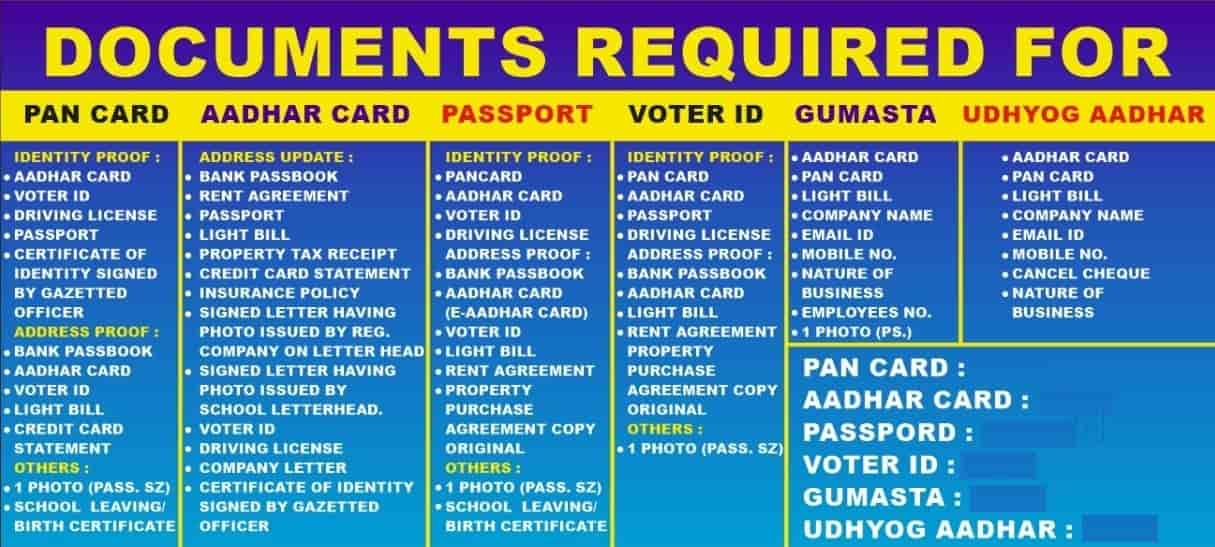 DOCUMENTS REQUIRED FOR
PAN CARD
IDENTITY PROOF :
• AADHAR CARD
• VOTER ID
• DRIVING LICENSE
• PASSPORT
• CERTIFICATE OF
IDENTITY SIGNED
BY GAZETTED
OFFICER
ADDRESS PROOF :
• BANK PASSBOOK
• AADHAR CARD
• VOTER ID
• LIGHT BILL
• CREDIT CARD
STATEMENT
OTHERS :
• 1 PHOTO (PASS. SZ)
• SCHOOL LEAVING/
BIRTH CERTIFICATE
AADHAR CARD
ADDRESS UPDATE :
• BANK PASSBOOK
• RENT AGREEMENT
• PASSPORT
• LIGHT BILL
• PROPERTY TAX RECEIPT
• CREDIT CARD STATEMENT
• INSURANCE POLICY
• SIGNED LETTER HAVING
PHOTO ISSUED BY REG.
COMPANY ON LETTER HEAD
• SIGNED LETTER HAVING
PHOTO ISSUED BY
SCHOOL LETTERHEAD.
• VOTER ID
• DRIVING LICENSE
• COMPANY LETTER
• CERTIFICATE OF IDENTITY
SIGNED BY GAZETTED
OFFICER
PASSPORT
IDENTITY PROOF :
• PANCARD
• AADHAR CARD
• VOTER ID
• DRIVING LICENSE
ADDRESS PROOF :
• BANK PASSBOOK
• AADHAR CARD
(E-AADHAR CARD)
• VOTER ID
• LIGHT BILL
• RENT AGREEMENT
• PROPERTY
PURCHASE
AGREEMENT COPY
ORIGINAL
OTHERS :
• 1 PHOTO (PASS. SZ)
• SCHOOL LEAVING/
BIRTH CERTIFICATE
VOTER ID
IDENTITY PROOF :
• PAN CARD
• AADHAR CARD
• PASSPORT
• DRIVING LICENSE
ADDRESS PROOF :
• BANK PASSBOOK
• AADHAR CARD
• LIGHT BILL
• RENT AGREEMENT
PROPERTY
PURCHASE
AGREEMENT COPY
ORIGINAL
OTHERS :
• 1 PHOTO (PASS. SZ)
GUMASTA
• AADHAR CARD
• PAN CARD
• LIGHT BILL
• COMPANY NAME
• EMAIL ID
• MOBILE NO.
• NATURE OF
BUSINESS
• EMPLOYEES NO.
• 1 PHOTO (PS.)
UDHYOG AADHAR
• AADHAR CARD
• PAN CARD
• LIGHT BILL
• COMPANY NAME
• EMAIL ID
• MOBILE NO.
• CANCEL CHEQUE
• NATURE OF
BUSINESS
PAN CARD :
AADHAR CARD :
PASSPORD :
VOTER ID :
GUMASTA :
UDHYOG AADHAR :